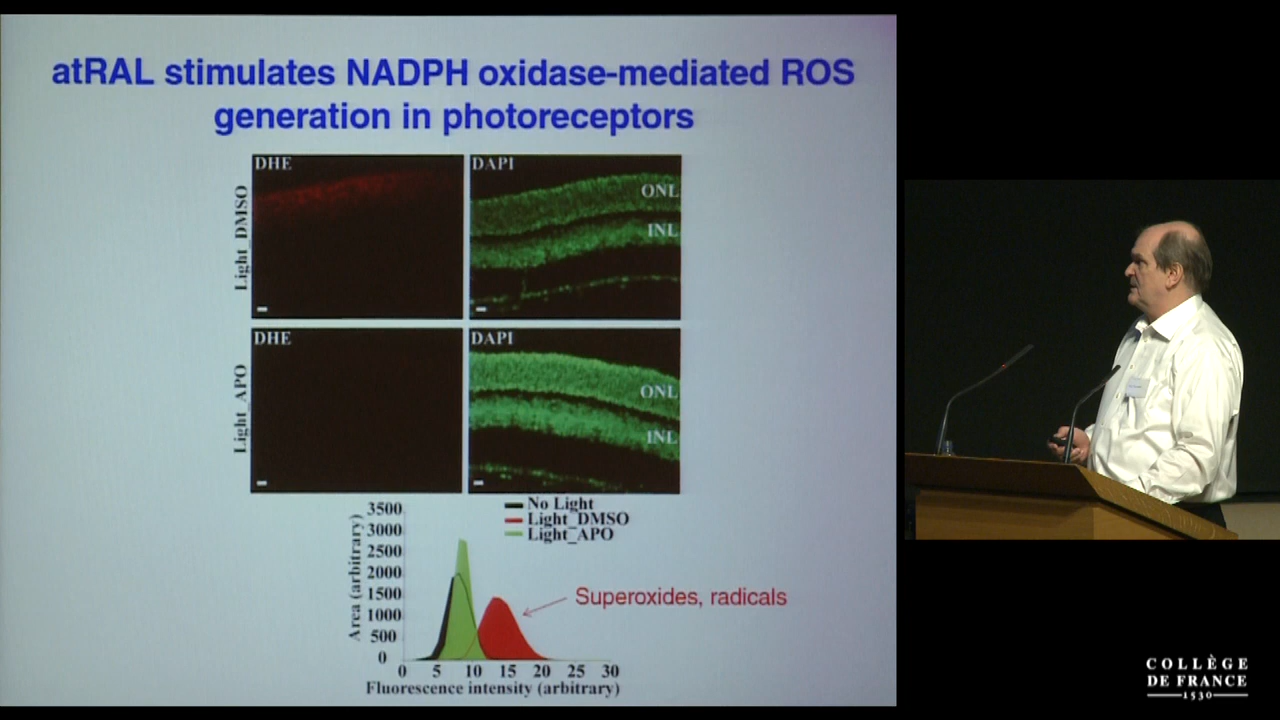 atRAL stimulates NADPH oxidase-mediated ROS
generation in photoreceptors
DHE
DAPI
Light_DMSO
ONL
INL
DHE
DAPI
Light_APO
ONL
INL
No Light
Light_DMSO
Light_APO
Area (arbitrary)
3500
3000
2500
2000
1500
1000
500
0
Superoxides, radicals
0 5 10 15 20 25 30
Fluorescence intensity (arbitrary)
COLLÈGE
DE FRANCE
1530